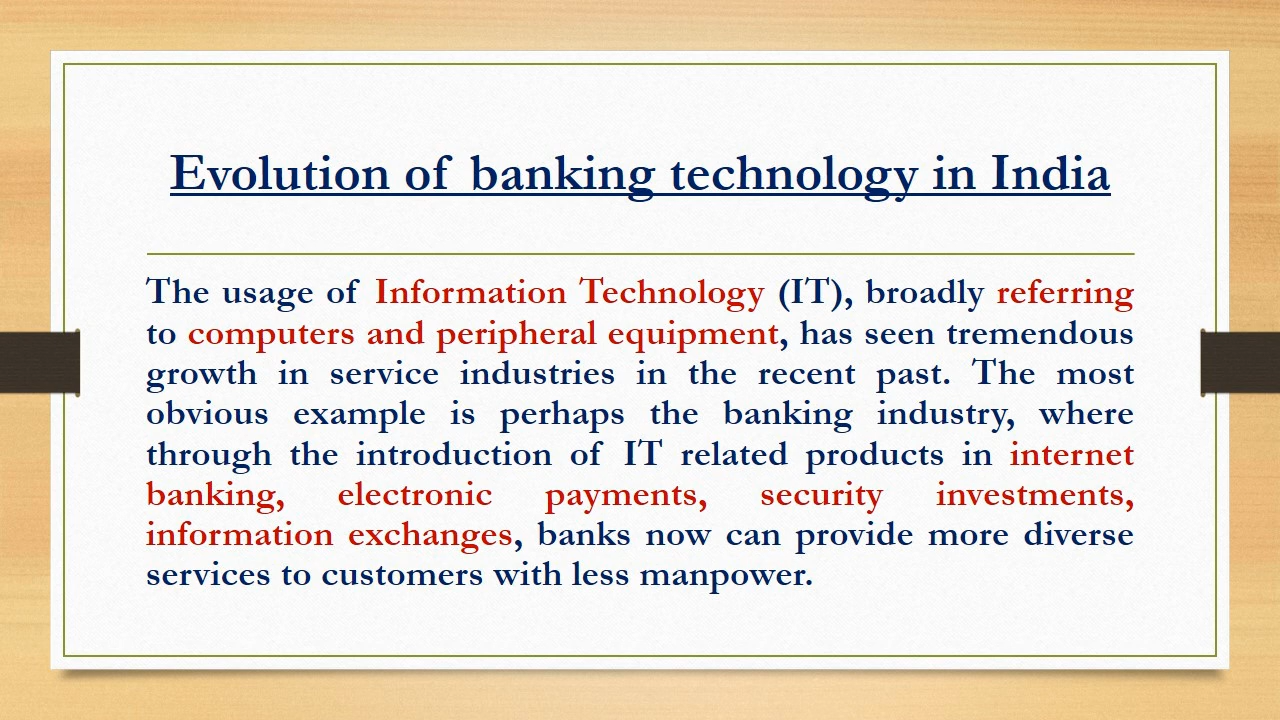 Evolution of banking technology in India
The usage of Information Technology (IT), broadly referring
to computers and peripheral equipment, has seen tremendous
growth in service industries in the recent past. The most
obvious example is perhaps the banking industry, where
through the introduction of IT related products in internet
banking, electronic payments, security investments,
information exchanges, banks now can provide more diverse
services to customers with less manpower.